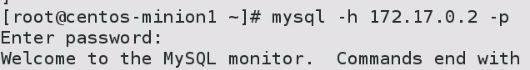 [root@centos-minion1 ~]# mysql -h 172.17.0.2 -p
Enter password:
Welcome to the MySQL monitor.  Commands end with